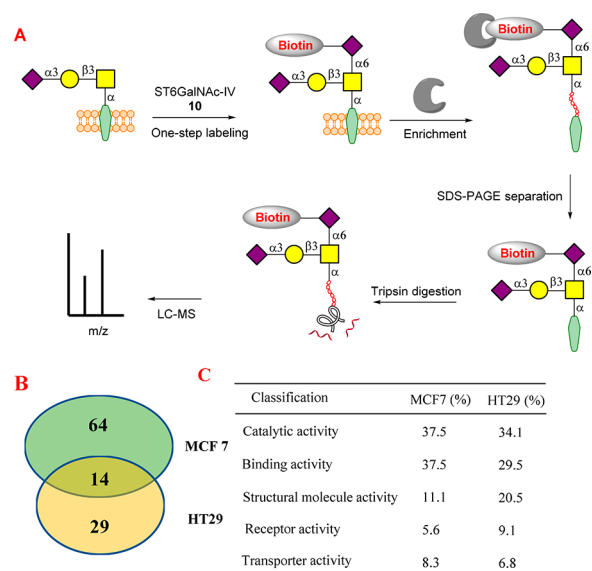 A
Biotin
α3
β3
α
ST6GalNAc-IV
10
One-step labeling
Biotin
α6
α3
β3
α
Enrichment
Biotin
α6
α3
β3
α
SDS-PAGE separation
Biotin
α6
α3
β3
α
Tripsin digestion
Biotin
α6
α3
β3
α
LC-MS
m/z
B
64
14
29
MCF 7
HT29
C
Classification MCF7 (%) HT29 (%)
Catalytic activity 37.5 34.1
Binding activity 37.5 29.5
Structural molecule activity 11.1 20.5
Receptor activity 5.6 9.1
Transporter activity 8.3 6.8